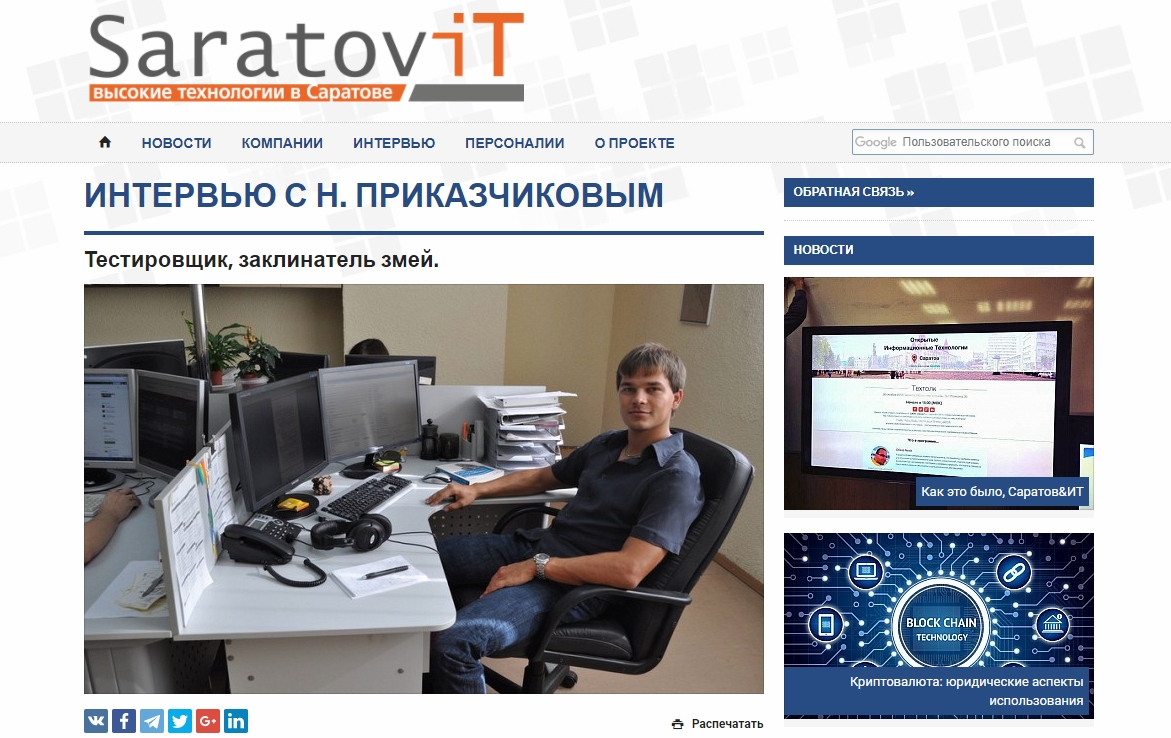 SaratoviT
высокие технологии в Саратове
НОВОСТИ
КОМПАНИИ
ИНТЕРВЬЮ
ПЕРСОНАЛИИ
О ПРОЕКТЕ
Google Пользовательского поиска
ИНТЕРВЬЮ С Н. ПРИКАЗЧИКОВЫМ
Тестировщик, заклинатель змей.
Распечатать
ОБРАТНАЯ СВЯЗЬ »
НОВОСТИ
Открытые
Информационные Технологии
Саратов
Техтолк
Как это было, Саратов&ИТ
BLOCK CHAIN
TECHNOLOGY
Криптовалюта: юридические аспекты
использования